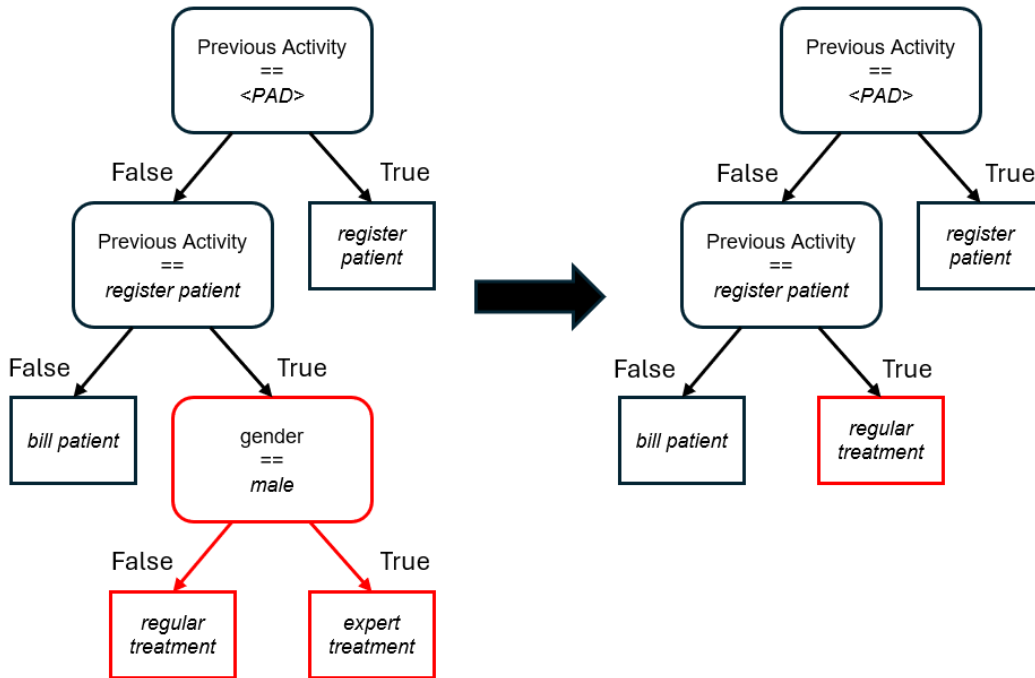 Previous Activity
==
<PAD>
False
True
Previous Activity
==
register patient
register
patient
False
True
bill patient
gender
==
male
False
True
regular
treatment
expert
treatment
Previous Activity
==
<PAD>
False
True
Previous Activity
==
register patient
register
patient
False
True
bill patient
regular
treatment